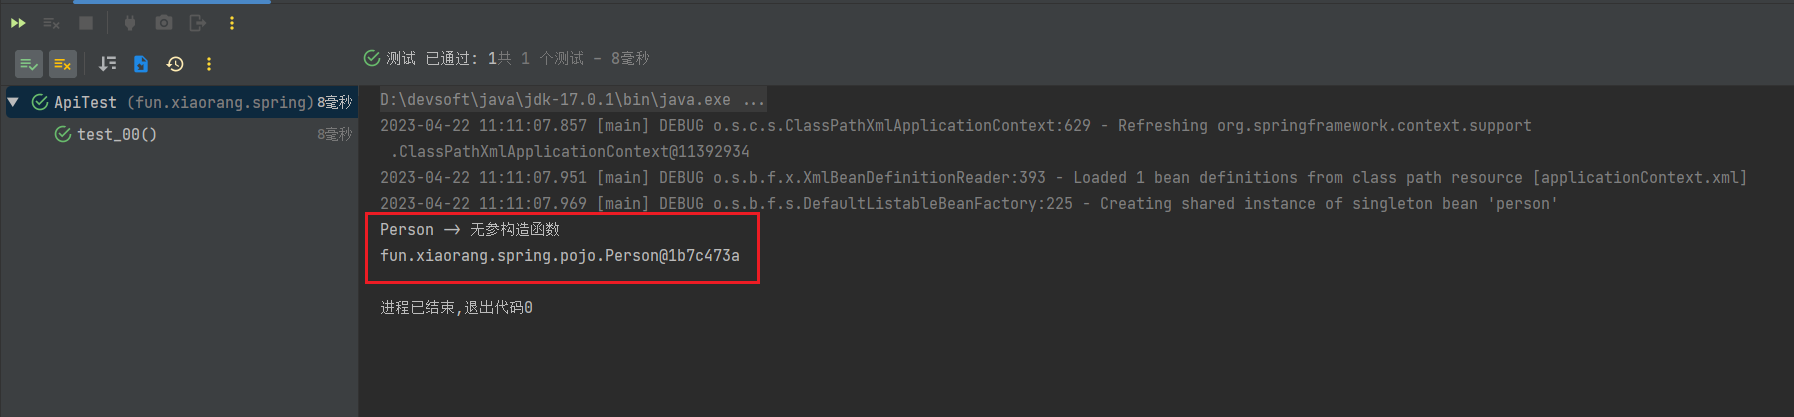 测试 已通过: 1共 1 个测试 – 8毫秒
ApiTest (fun.xiaorang.spring) 8毫秒
test_00() 8毫秒
D:\devsoft\java\jdk-17.0.1\bin\java.exe ...
2023-04-22 11:11:07.857 [main] DEBUG o.s.c.s.ClassPathXmlApplicationContext:629 - Refreshing org.springframework.context.support
.ClassPathXmlApplicationContext@11392934
2023-04-22 11:11:07.951 [main] DEBUG o.s.b.f.x.XmlBeanDefinitionReader:393 - Loaded 1 bean definitions from class path resource [applicationContext.xml]
2023-04-22 11:11:07.969 [main] DEBUG o.s.b.f.s.DefaultListableBeanFactory:225 - Creating shared instance of singleton bean 'person'
Person -> 无参构造函数
fun.xiaorang.spring.pojo.Person@1b7c473a
进程已结束,退出代码0